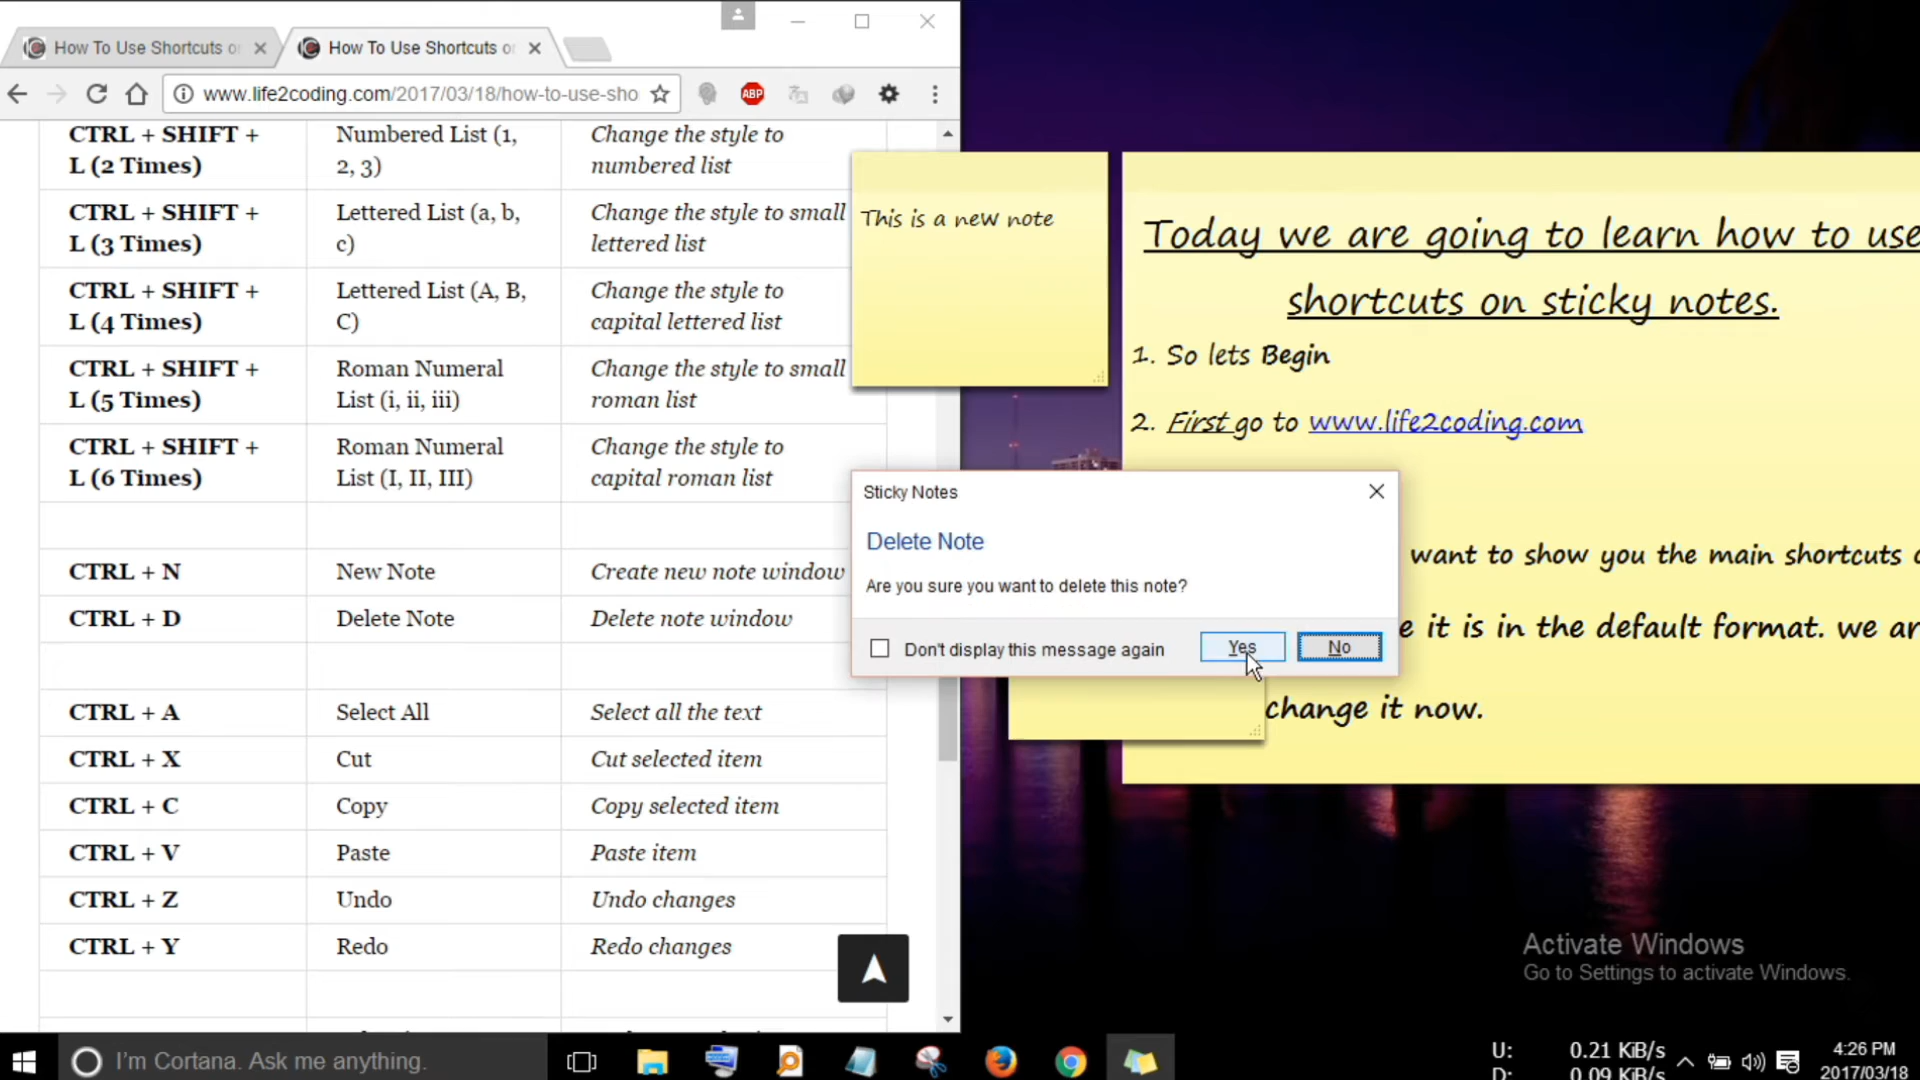 How To Use Shortcuts o
How To Use Shortcuts o
www.life2coding.com/2017/03/18/how-to-use-sho
ABP
CTRL + SHIFT +
L (2 Times)
Numbered List (1,
2, 3)
Change the style to
numbered list
CTRL + SHIFT +
L (3 Times)
Lettered List (a, b,
c)
Change the style to small
lettered list
CTRL + SHIFT +
L (4 Times)
Lettered List (A, B,
C)
Change the style to
capital lettered list
CTRL + SHIFT +
L (5 Times)
Roman Numeral
List (i, ii, iii)
Change the style to small
roman list
CTRL + SHIFT +
L (6 Times)
Roman Numeral
List (I, II, III)
Change the style to
capital roman list
CTRL + N
New Note
Create new note window
CTRL + D
Delete Note
Delete note window
CTRL + A
Select All
Select all the text
CTRL + X
Cut
Cut selected item
CTRL + C
Copy
Copy selected item
CTRL + V
Paste
Paste item
CTRL + Z
Undo
Undo changes
CTRL + Y
Redo
Redo changes
This is a new note
Today we are going to learn how to use
shortcuts on sticky notes.
1. So lets Begin
2. First go to www.life2coding.com
want to show you the main shortcuts
e it is in the default format. we ar
change it now.
Sticky Notes
Delete Note
Are you sure you want to delete this note?
Don't display this message again
Yes
No
Activate Windows
Go to Settings to activate Windows.
I'm Cortana. Ask me anything.
U: 0.21 KiB/s
D: 0.09 KiB/s
4:26 PM
2017/03/18